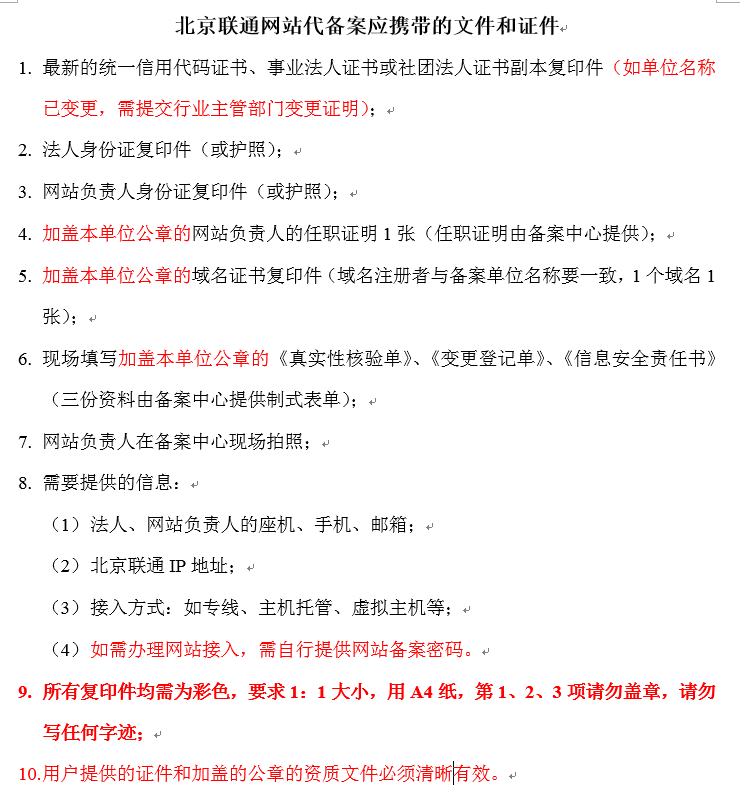 北京联通网站代备案应携带的文件和证件
1. 最新的统一信用代码证书、事业法人证书或社团法人证书副本复印件（如单位名称
已变更，需提交行业主管部门变更证明）；
2. 法人身份证复印件（或护照）；
3. 网站负责人身份证复印件（或护照）；
4. 加盖本单位公章的网站负责人的任职证明 1 张（任职证明由备案中心提供）；
5. 加盖本单位公章的域名证书复印件（域名注册者与备案单位名称要一致，1 个域名 1
张）；
6. 现场填写加盖本单位公章的《真实性核验单》、《变更登记单》、《信息安全责任书》
（三份资料由备案中心提供制式表单）；
7. 网站负责人在备案中心现场拍照；
8. 需要提供的信息：
（1）法人、网站负责人的座机、手机、邮箱；
（2）北京联通 IP 地址；
（3）接入方式：如专线、主机托管、虚拟主机等；
（4）如需办理网站接入，需自行提供网站备案密码。
9. 所有复印件均需为彩色，要求 1：1 大小，用 A4 纸，第 1、2、3 项请勿盖章，请勿
写任何字迹；
10.用户提供的证件和加盖的公章的资质文件必须清晰有效。